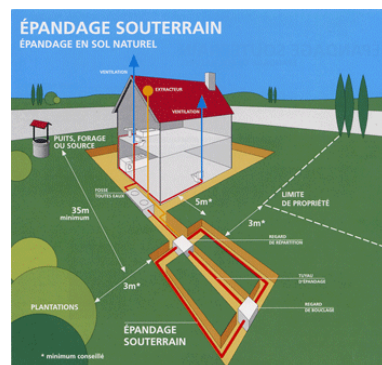 ÉPANDAGE SOUTERRAIN
ÉPANDAGE EN SOL NATUREL
VENTILATION
EXTRACTEUR
VENTILATION
PUITS, FORAGE
OU SOURCE
FOSSE
TOUTES EAUX
35m
minimum
5m*
LIMITE
DE PROPRIÉTÉ
3m*
REGARD
DE RÉPARTITION
3m*
TUYAU
D'ÉPANDAGE
PLANTATIONS
REGARD
DE BOUCLAGE
ÉPANDAGE
SOUTERRAIN
* minimum conseillé